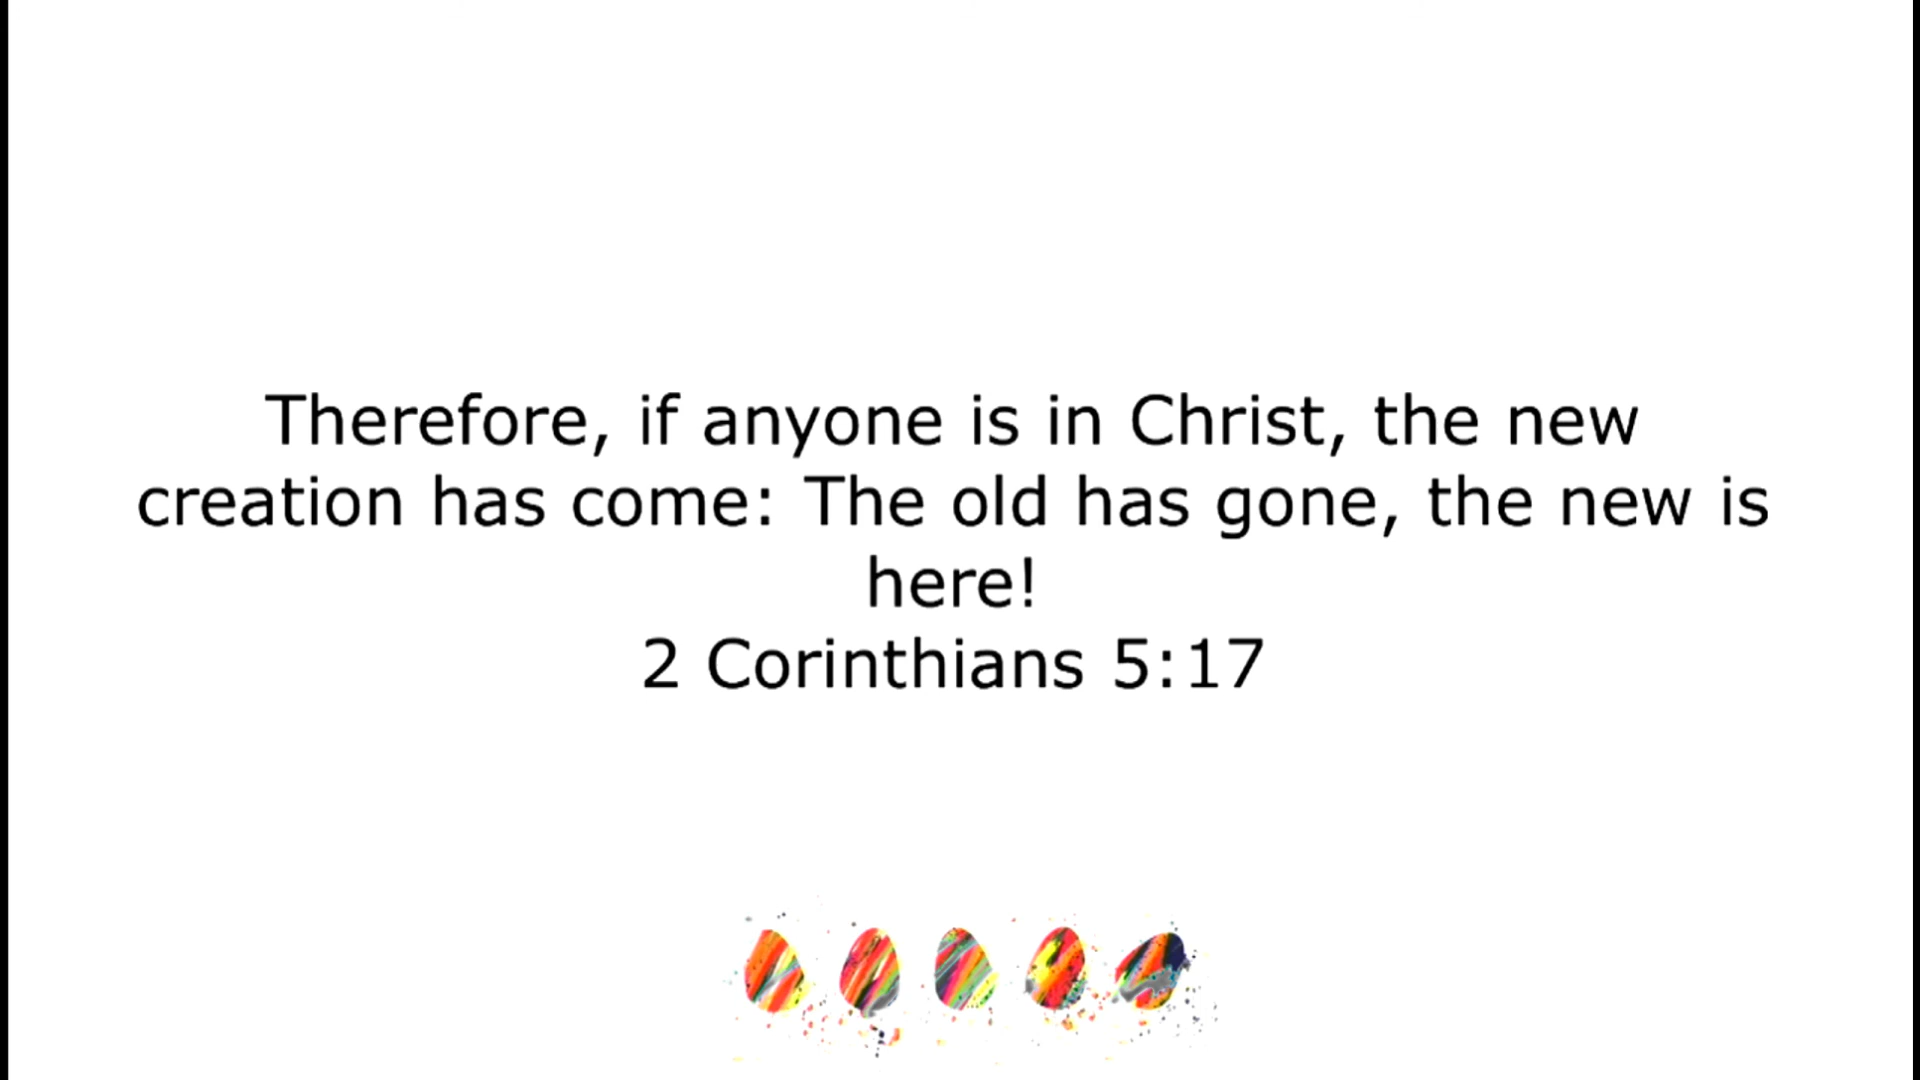 Therefore, if anyone is in Christ, the new
creation has come: The old has gone, the new is
here!
2 Corinthians 5:17